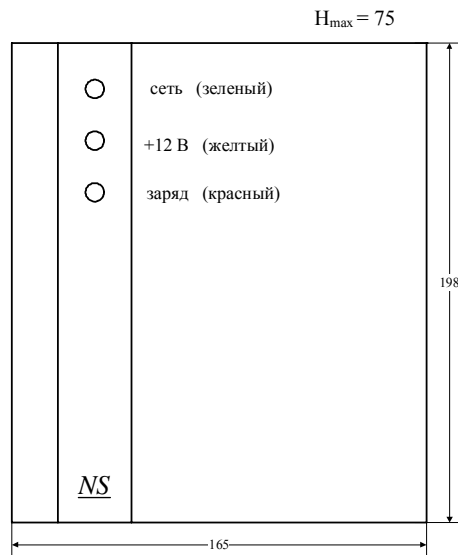 Hmax = 75
сеть (зеленый)
+12 В (желтый)
заряд (красный)
198
NS
165